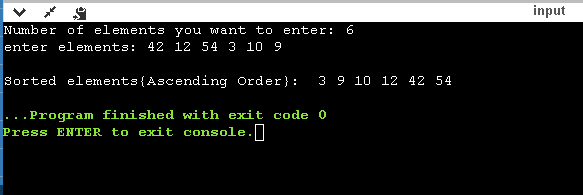 input
Number of elements you want to enter: 6
enter elements: 42 12 54 3 10 9
Sorted elements{Ascending Order}:  3 9 10 12 42 54
...Program finished with exit code 0
Press ENTER to exit console.